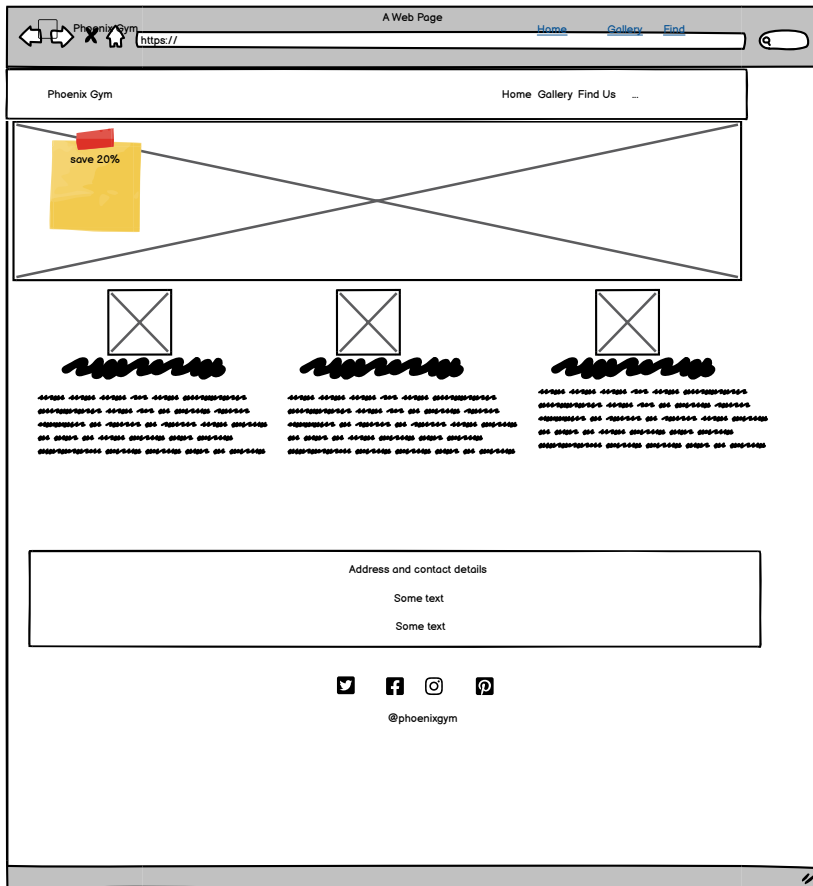 A Web Page
Phoenix Gym
Home Gallery Find
https://
Phoenix Gym
Home Gallery Find Us ...
save 20%
Address and contact details
Some text
Some text
@phoenixgym